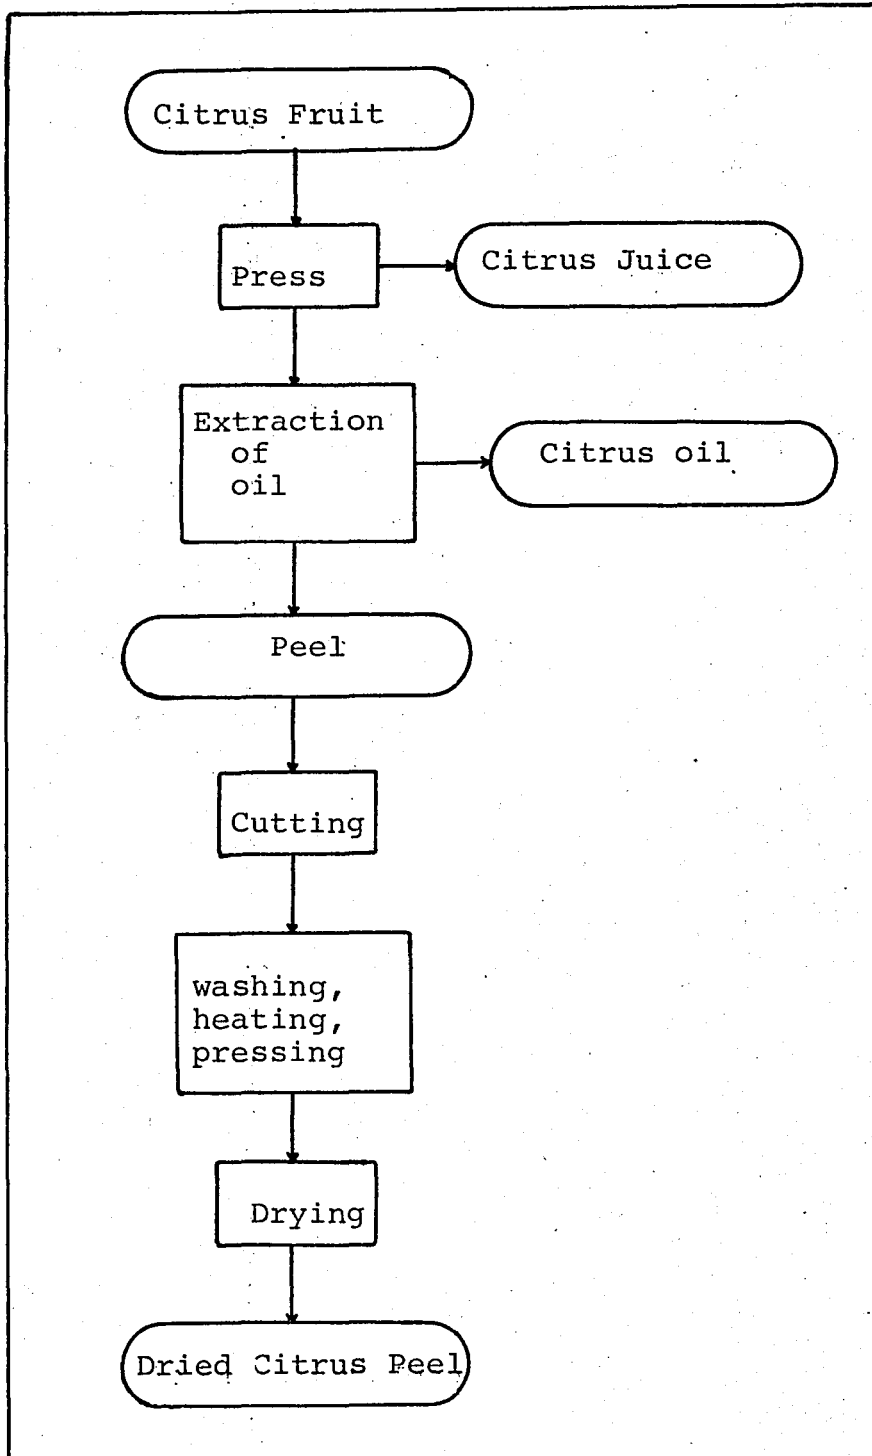 Citrus Fruit
Press
Citrus Juice
Extraction
of
oil
Citrus oil
Peel
Cutting
washing,
heating,
pressing
Drying
Dried Citrus Peel